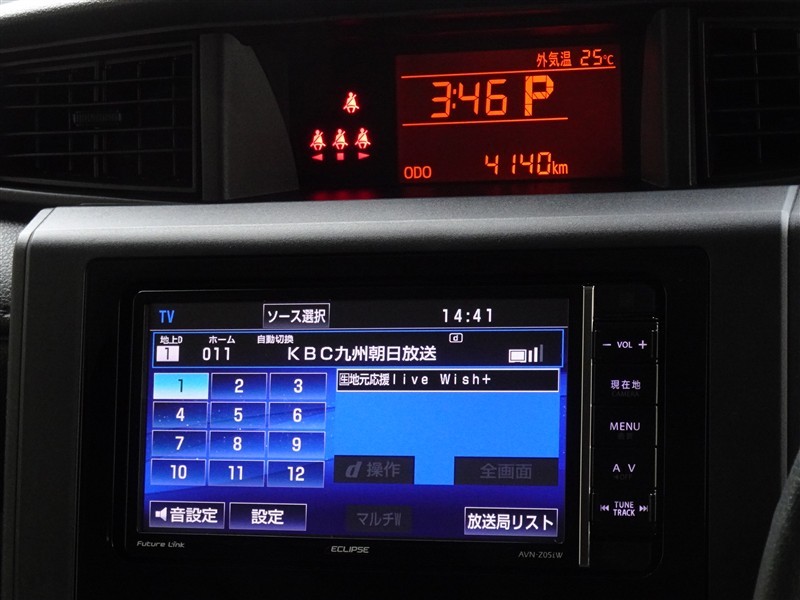 外気温 25℃
3:46 P
ODO 4140km
TV ソース選択 14:41
地上D ホーム 自動切換 d
1 011 KBC九州朝日放送
1 2 3 生地元応援live Wish+
4 5 6
7 8 9
10 11 12
d 操作 全画面
音設定 設定 マルチW 放送局リスト
− VOL +
現在地
MENU
A V
TUNE
TRACK
Future Link ECLIPSE